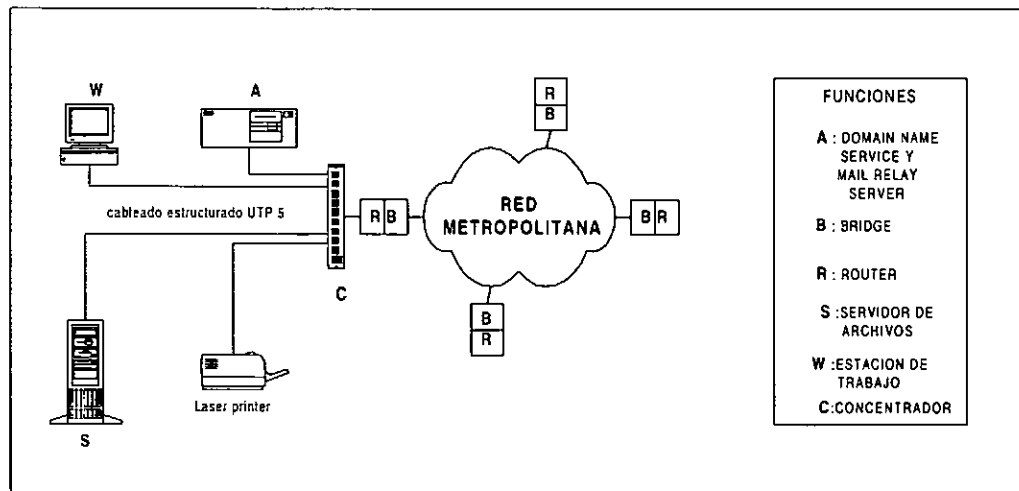 W
A
cableado estructurado UTP 5
C
S
Laser printer
R B
R
B
RED
METROPOLITANA
B R
B
R
FUNCIONES
A : DOMAIN NAME
SERVICE Y
MAIL RELAY
SERVER
B : BRIDGE
R : ROUTER
S :SERVIDOR DE
ARCHIVOS
W :ESTACION DE
TRABAJO
C:CONCENTRADOR